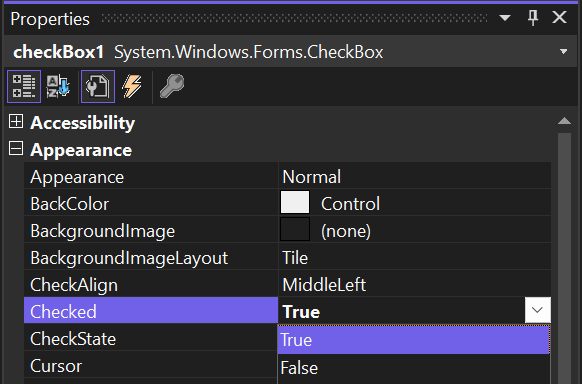 Properties
checkBox1 System.Windows.Forms.CheckBox
Accessibility
Appearance
Appearance Normal
BackColor Control
BackgroundImage (none)
BackgroundImageLayout Tile
CheckAlign MiddleLeft
Checked True
CheckState True
Cursor False